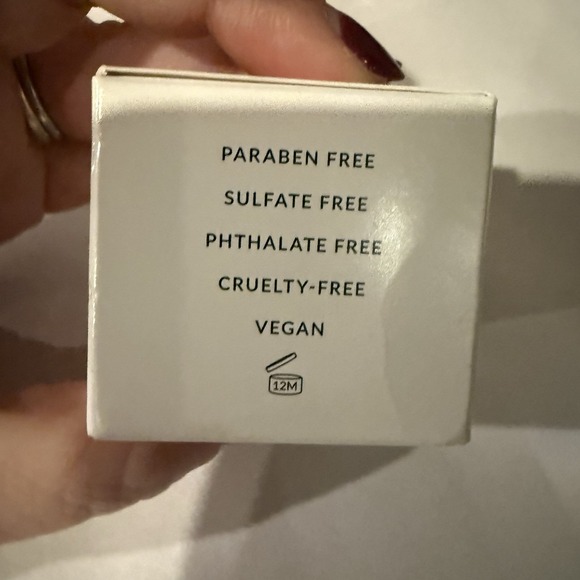 PARABEN FREE
SULFATE FREE
PHTHALATE FREE
CRUELTY-FREE
VEGAN
12M